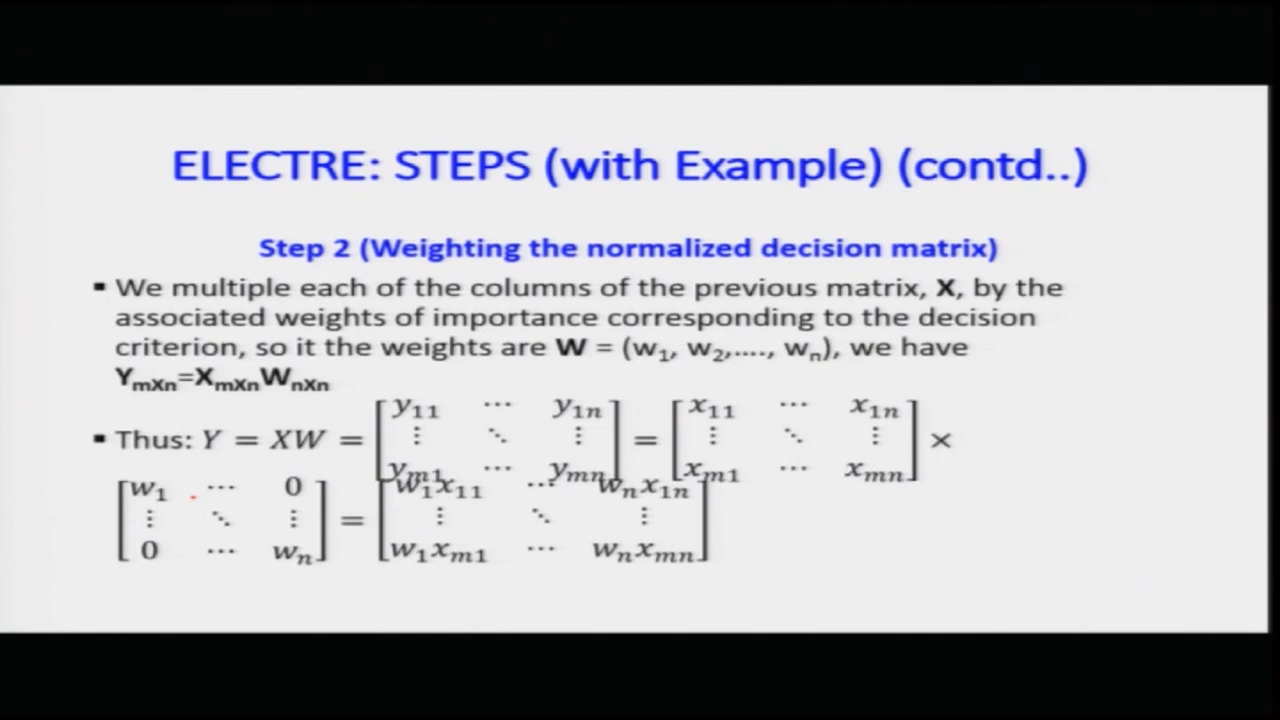 ELECTRE: STEPS (with Example) (contd..)
Step 2 (Weighting the normalized decision matrix)
▪ We multiple each of the columns of the previous matrix, X, by the
associated weights of importance corresponding to the decision
criterion, so it the weights are W = (w₁, w₂,...., wₙ), we have
YmXn=XmXnWnXn
▪ Thus: Y = XW = [y₁₁ ⋯ y₁ₙ ⋮ ⋱ ⋮ yₘ₁ ⋯ yₘₙ] = [x₁₁ ⋯ x₁ₙ ⋮ ⋱ ⋮ xₘ₁ ⋯ xₘₙ] ×
[w₁ ⋯ 0 ⋮ ⋱ ⋮ 0 ⋯ wₙ] = [w₁x₁₁ ⋯ wₙx₁ₙ ⋮ ⋱ ⋮ w₁xₘ₁ ⋯ wₙxₘₙ]